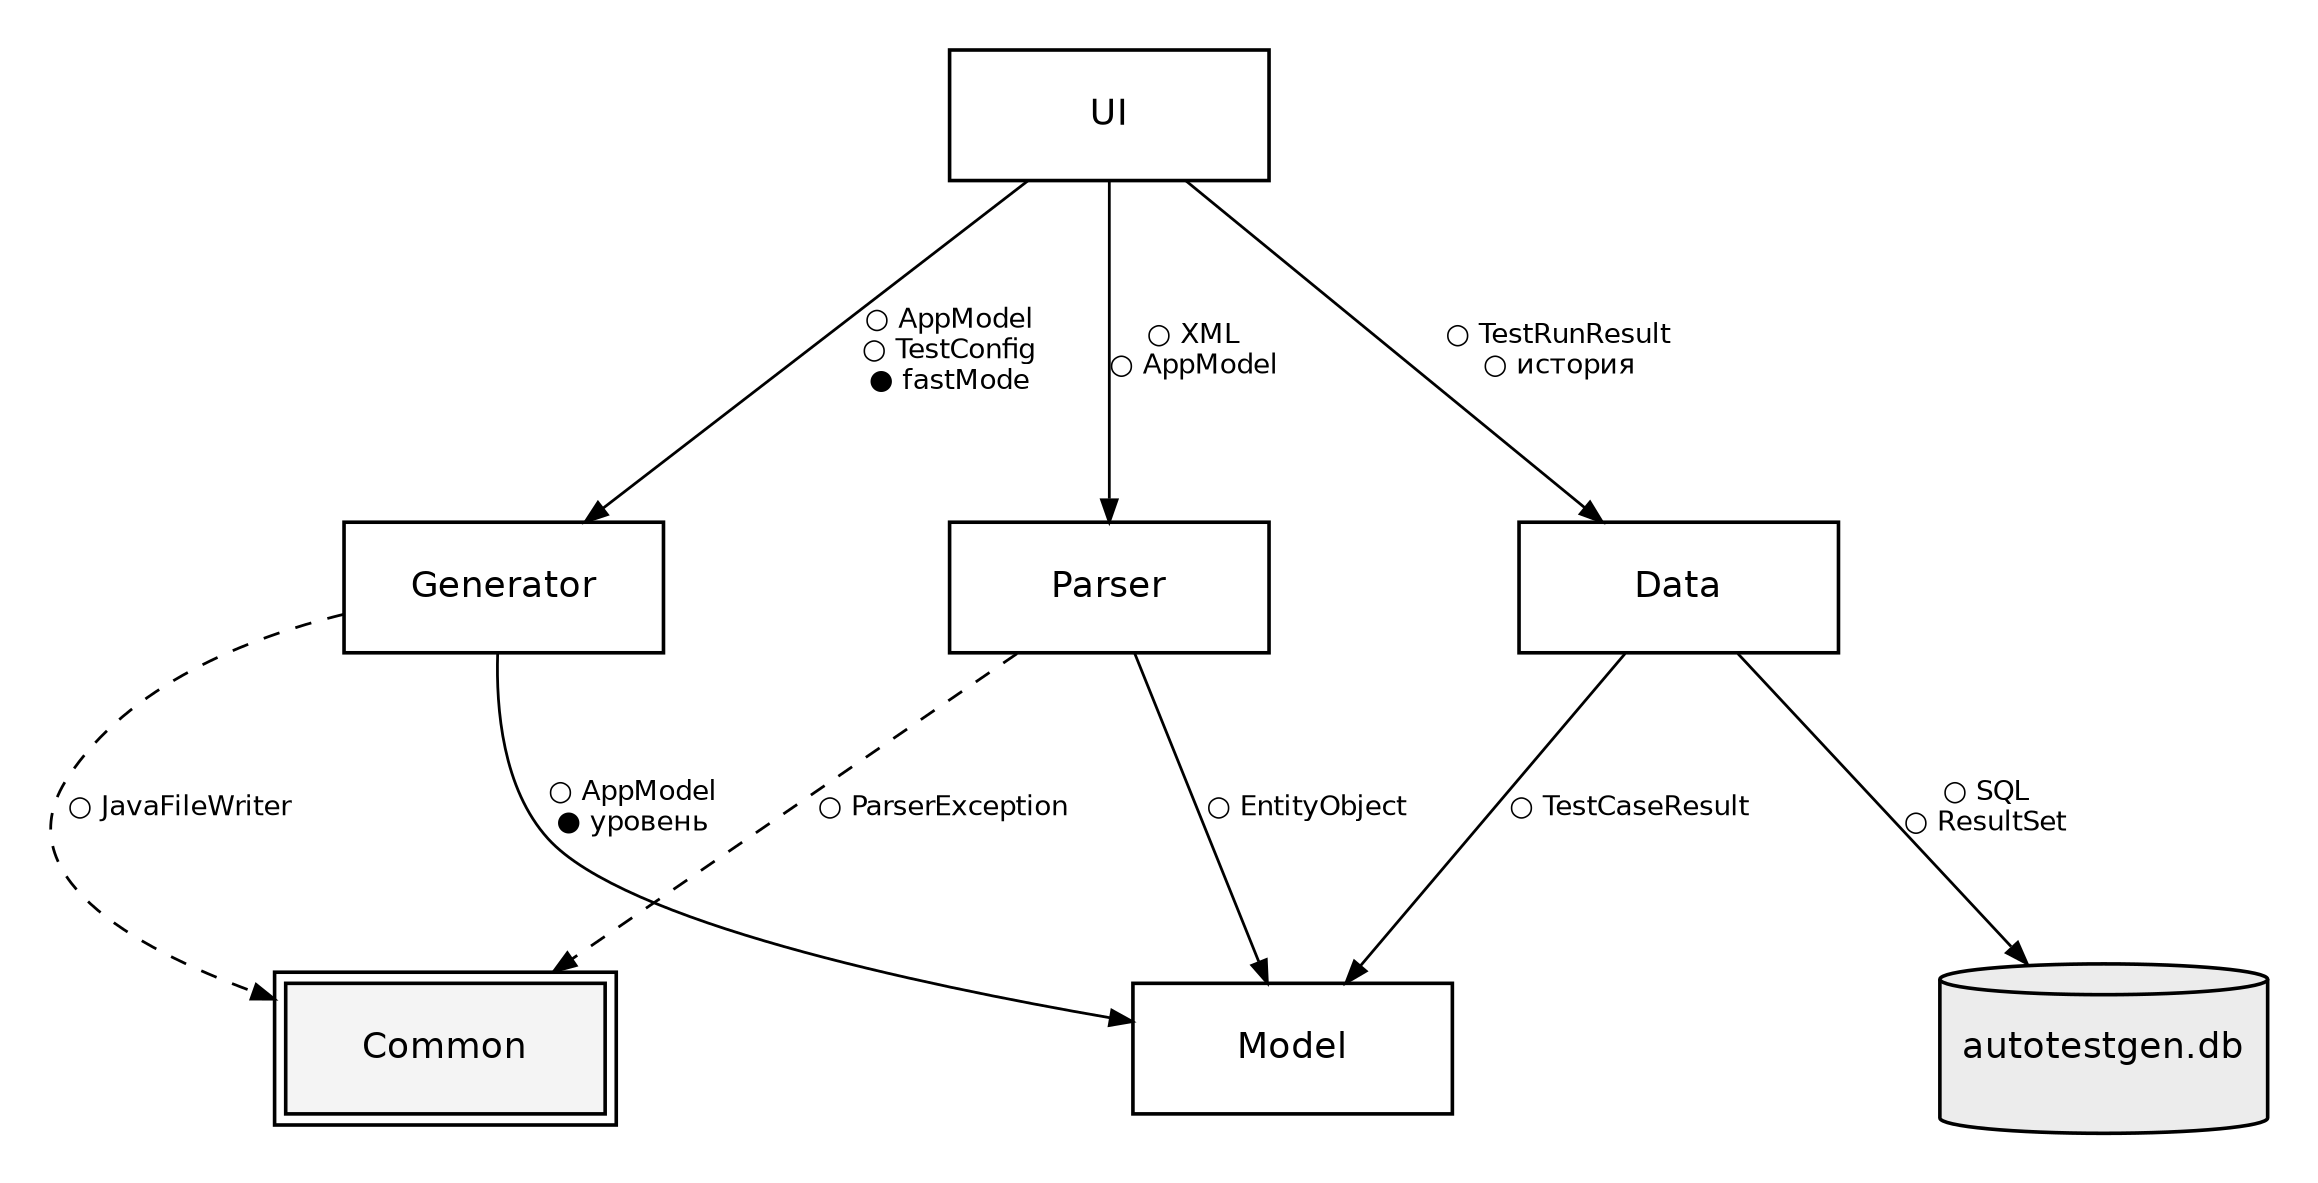 UI
○ AppModel
○ TestConfig
● fastMode
○ XML
○ AppModel
○ TestRunResult
○ история
Generator
Parser
Data
○ JavaFileWriter
○ AppModel
● уровень
○ ParserException
○ EntityObject
○ TestCaseResult
○ SQL
○ ResultSet
Common
Model
autotestgen.db